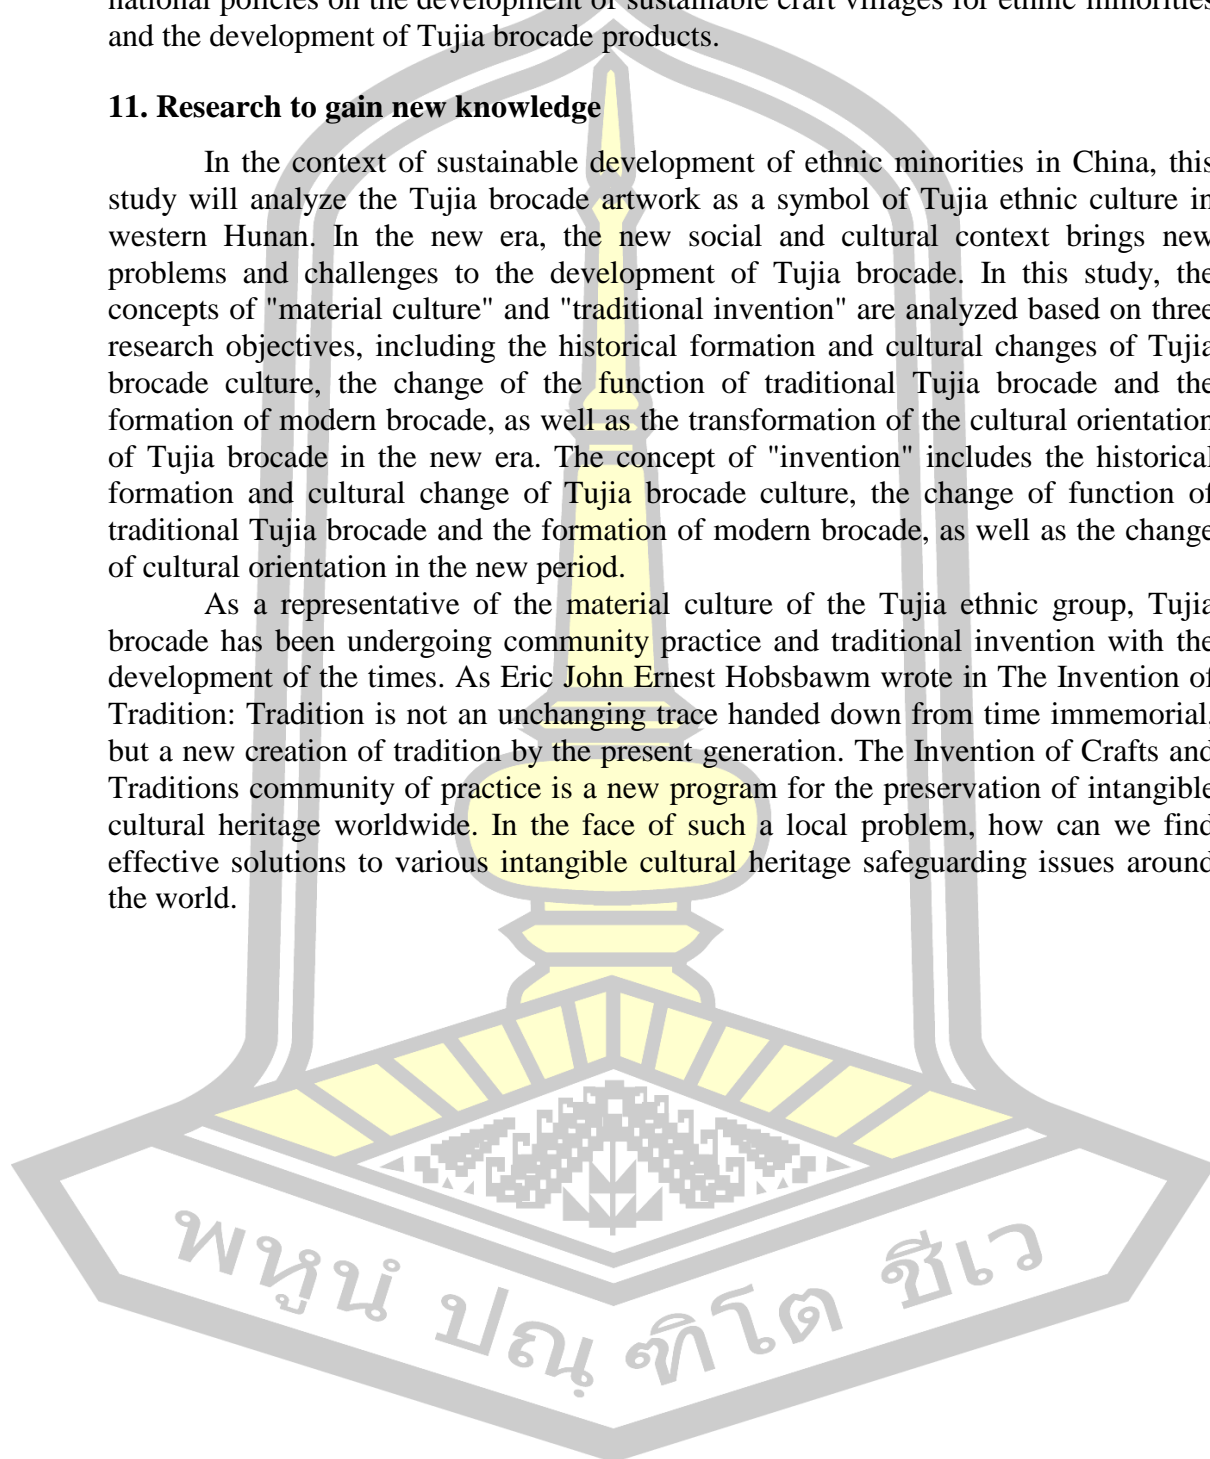 national policies on the development of sustainable craft villages for ethnic minorities
and the development of Tujia brocade products.
11. Research to gain new knowledge
In the context of sustainable development of ethnic minorities in China, this
study will analyze the Tujia brocade artwork as a symbol of Tujia ethnic culture in
western Hunan. In the new era, the new social and cultural context brings new
problems and challenges to the development of Tujia brocade. In this study, the
concepts of "material culture" and "traditional invention" are analyzed based on three
research objectives, including the historical formation and cultural changes of Tujia
brocade culture, the change of the function of traditional Tujia brocade and the
formation of modern brocade, as well as the transformation of the cultural orientation
of Tujia brocade in the new era. The concept of "invention" includes the historical
formation and cultural change of Tujia brocade culture, the change of function of
traditional Tujia brocade and the formation of modern brocade, as well as the change
of cultural orientation in the new period.
As a representative of the material culture of the Tujia ethnic group, Tujia
brocade has been undergoing community practice and traditional invention with the
development of the times. As Eric John Ernest Hobsbawm wrote in The Invention of
Tradition: Tradition is not an unchanging trace handed down from time immemorial,
but a new creation of tradition by the present generation. The Invention of Crafts and
Traditions community of practice is a new program for the preservation of intangible
cultural heritage worldwide. In the face of such a local problem, how can we find
effective solutions to various intangible cultural heritage safeguarding issues around
the world.
พหูนํ ปณฺฑิโต ชีเว